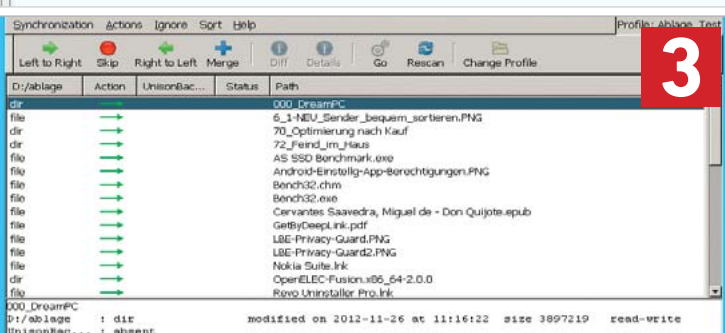 Synchronization Actions Ignore Sort Help Profile: Ablage_Test
Left to Right Skip Right to Left Merge Diff Details Go Rescan Change Profile
3
D:/ablage Action UnisonBac... Status Path
dir 000_DreamPC
file 6_1-NEU_Sender_bequem_sortieren.PNG
dir 70_Optimierung nach Kauf
dir 72_Feind_im_Haus
file AS SSD Benchmark.exe
file Android-Einstellg-App-Berechtigungen.PNG
file Bench32.chm
file Bench32.exe
file Cervantes Saavedra, Miguel de - Don Quijote.epub
file GetByDeepLink.pdf
file LBE-Privacy-Guard.PNG
file LBE-Privacy-Guard2.PNG
file Nokia Suite.lnk
dir OpenELEC-Fusion.x86_64-2.0.0
file Revo Uninstaller Pro.lnk
000_DreamPC
D:/ablage : dir modified on 2012-11-26 at 11:16:22 size 3897219 read-write
UnisonBac... : absent